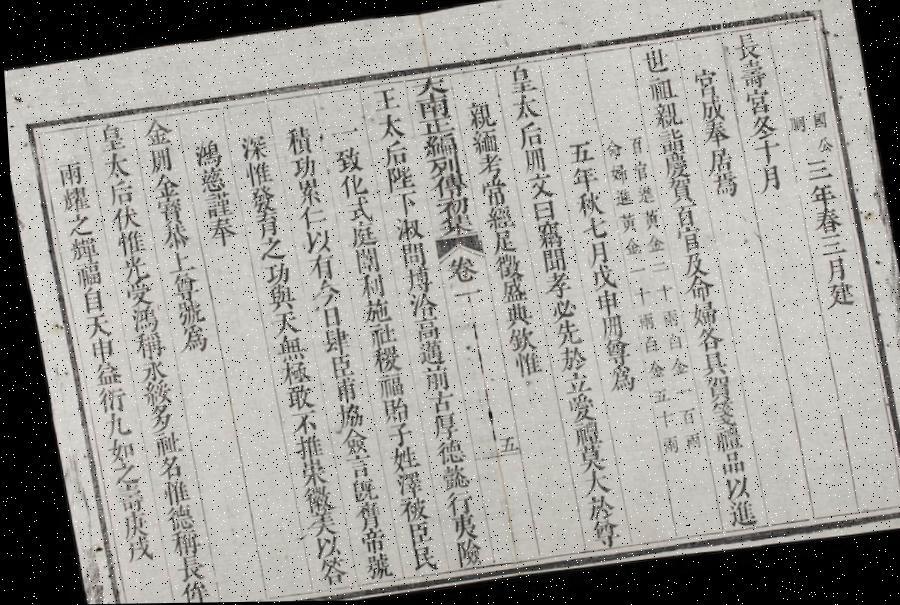 國公三年春三月建
嗣
長壽宮冬十月
宮成奉居焉
世祖親詣慶賀百官及命婦各具賀箋禮品以進
百官進黃金二十兩白金一百兩
命婦進黃金一十兩白金五十兩
五年秋七月戊申冊尊爲
皇太后冊文曰竊聞孝必先於立愛禮莫大於尊
親緬考常經足徵盛典欽惟
大南正編列傳初集 卷一 五
王太后陛下淑問博洽高邁前古厚德懿行夷險
一致化式庭闈利施社稷福貽子姓澤被臣民
積功累仁以有今日肆臣甫協僉言旣膺帝號
深惟發育之功與天無極敢不推崇徽美以答
鴻慈謹奉
金冊金寶恭上尊號爲
皇太后伏惟光受鴻稱永綏多祉名惟德稱長侔
兩耀之輝福自天申益衍九如之壽庚戌